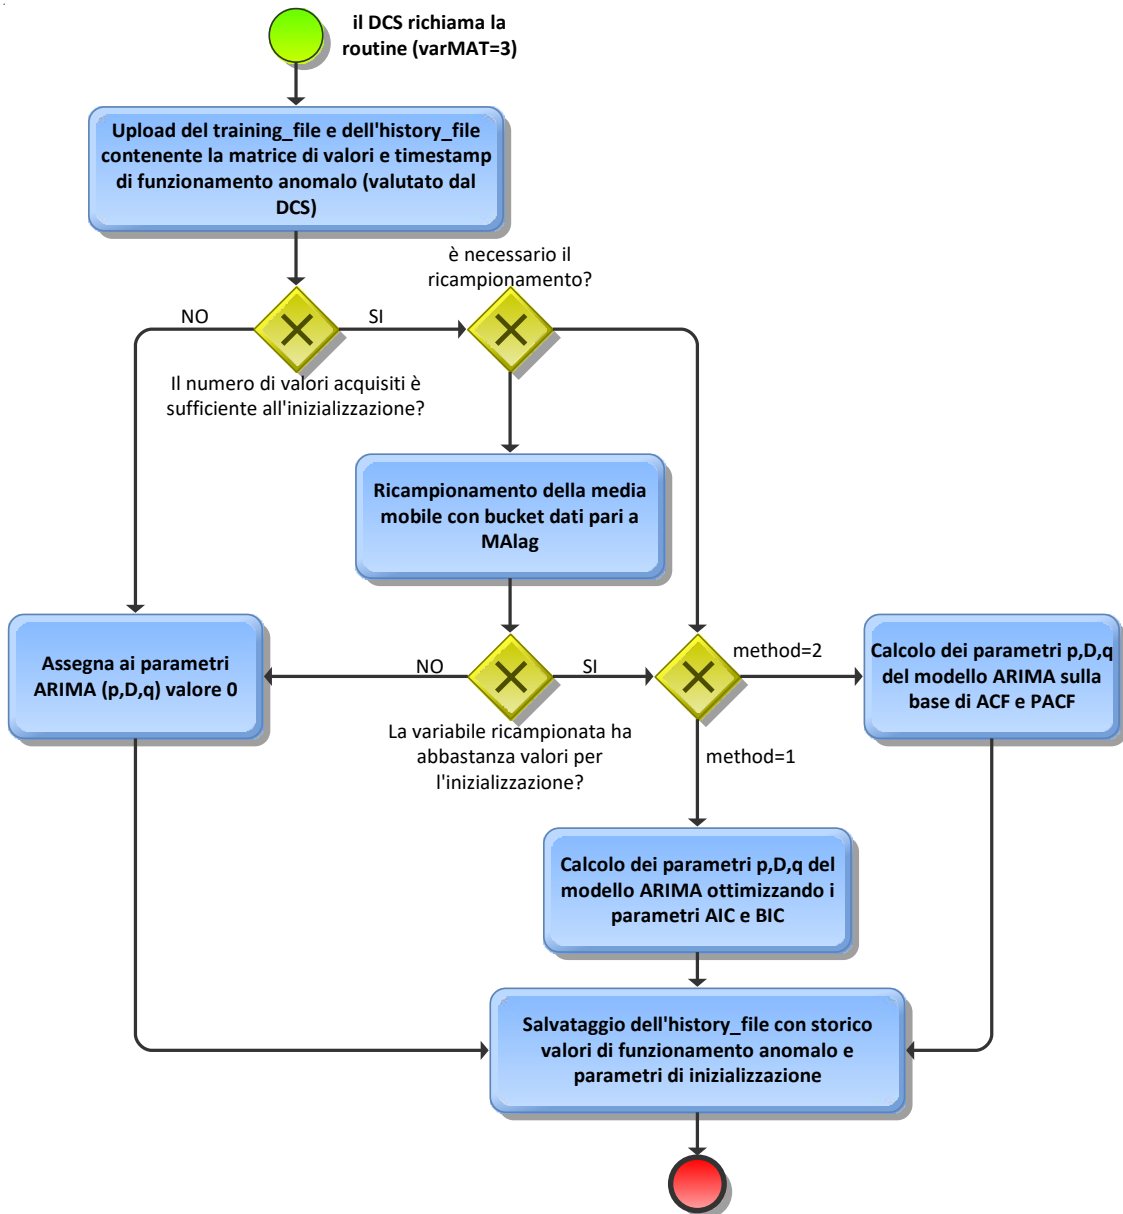 il DCS richiama la
routine (varMAT=3)
Upload del training_file e dell'history_file
contenente la matrice di valori e timestamp
di funzionamento anomalo (valutato dal
DCS)
è necessario il
ricampionamento?
NO
SI
Il numero di valori acquisiti è
sufficiente all'inizializzazione?
Ricampionamento della media
mobile con bucket dati pari a
MAlag
Assegna ai parametri
ARIMA (p,D,q) valore 0
NO
SI
method=2
Calcolo dei parametri p,D,q
del modello ARIMA sulla
base di ACF e PACF
La variabile ricampionata ha
abbastanza valori per
l'inizializzazione?
method=1
Calcolo dei parametri p,D,q del
modello ARIMA ottimizzando i
parametri AIC e BIC
Salvataggio dell'history_file con storico
valori di funzionamento anomalo e
parametri di inizializzazione